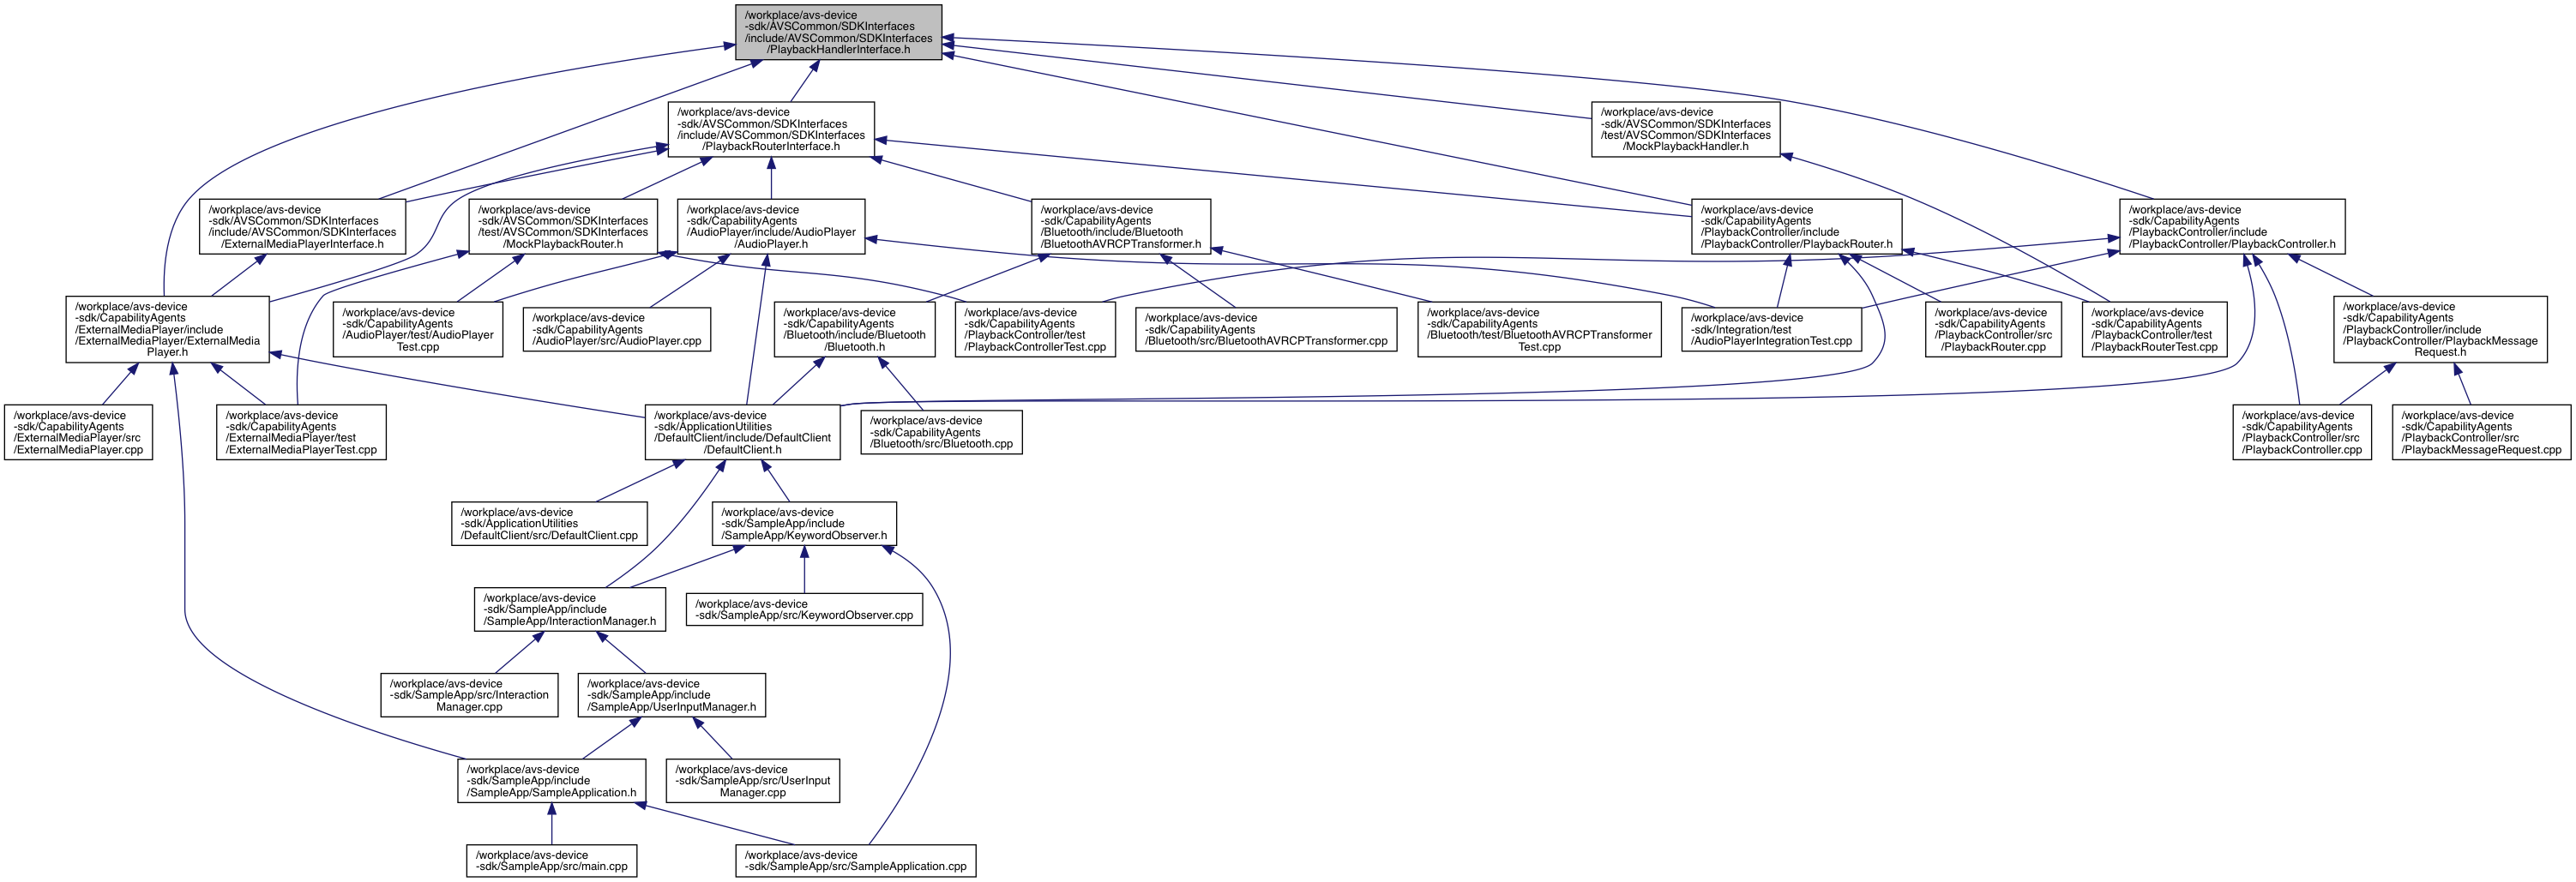 /workplace/avs-device
-sdk/AVSCommon/SDKInterfaces
/include/AVSCommon/SDKInterfaces
/PlaybackHandlerInterface.h
/workplace/avs-device
-sdk/AVSCommon/SDKInterfaces
/include/AVSCommon/SDKInterfaces
/PlaybackRouterInterface.h
/workplace/avs-device
-sdk/AVSCommon/SDKInterfaces
/test/AVSCommon/SDKInterfaces
/MockPlaybackHandler.h
/workplace/avs-device
-sdk/AVSCommon/SDKInterfaces
/include/AVSCommon/SDKInterfaces
/ExternalMediaPlayerInterface.h
/workplace/avs-device
-sdk/AVSCommon/SDKInterfaces
/test/AVSCommon/SDKInterfaces
/MockPlaybackRouter.h
/workplace/avs-device
-sdk/CapabilityAgents
/AudioPlayer/include/AudioPlayer
/AudioPlayer.h
/workplace/avs-device
-sdk/CapabilityAgents
/Bluetooth/include/Bluetooth
/BluetoothAVRCPTransformer.h
/workplace/avs-device
-sdk/CapabilityAgents
/PlaybackController/include
/PlaybackController/PlaybackRouter.h
/workplace/avs-device
-sdk/CapabilityAgents
/PlaybackController/include
/PlaybackController/PlaybackController.h
/workplace/avs-device
-sdk/CapabilityAgents
/ExternalMediaPlayer/include
/ExternalMediaPlayer/ExternalMedia
Player.h
/workplace/avs-device
-sdk/CapabilityAgents
/AudioPlayer/test/AudioPlayer
Test.cpp
/workplace/avs-device
-sdk/CapabilityAgents
/AudioPlayer/src/AudioPlayer.cpp
/workplace/avs-device
-sdk/CapabilityAgents
/Bluetooth/include/Bluetooth
/Bluetooth.h
/workplace/avs-device
-sdk/CapabilityAgents
/PlaybackController/test
/PlaybackControllerTest.cpp
/workplace/avs-device
-sdk/CapabilityAgents
/Bluetooth/src/BluetoothAVRCPTransformer.cpp
/workplace/avs-device
-sdk/CapabilityAgents
/Bluetooth/test/BluetoothAVRCPTransformer
Test.cpp
/workplace/avs-device
-sdk/Integration/test
/AudioPlayerIntegrationTest.cpp
/workplace/avs-device
-sdk/CapabilityAgents
/PlaybackController/src
/PlaybackRouter.cpp
/workplace/avs-device
-sdk/CapabilityAgents
/PlaybackController/test
/PlaybackRouterTest.cpp
/workplace/avs-device
-sdk/CapabilityAgents
/PlaybackController/include
/PlaybackController/PlaybackMessage
Request.h
/workplace/avs-device
-sdk/CapabilityAgents
/ExternalMediaPlayer/src
/ExternalMediaPlayer.cpp
/workplace/avs-device
-sdk/CapabilityAgents
/ExternalMediaPlayer/test
/ExternalMediaPlayerTest.cpp
/workplace/avs-device
-sdk/ApplicationUtilities
/DefaultClient/include/DefaultClient
/DefaultClient.h
/workplace/avs-device
-sdk/CapabilityAgents
/Bluetooth/src/Bluetooth.cpp
/workplace/avs-device
-sdk/CapabilityAgents
/PlaybackController/src
/PlaybackController.cpp
/workplace/avs-device
-sdk/CapabilityAgents
/PlaybackController/src
/PlaybackMessageRequest.cpp
/workplace/avs-device
-sdk/ApplicationUtilities
/DefaultClient/src/DefaultClient.cpp
/workplace/avs-device
-sdk/SampleApp/include
/SampleApp/KeywordObserver.h
/workplace/avs-device
-sdk/SampleApp/include
/SampleApp/InteractionManager.h
/workplace/avs-device
-sdk/SampleApp/src/KeywordObserver.cpp
/workplace/avs-device
-sdk/SampleApp/src/Interaction
Manager.cpp
/workplace/avs-device
-sdk/SampleApp/include
/SampleApp/UserInputManager.h
/workplace/avs-device
-sdk/SampleApp/include
/SampleApp/SampleApplication.h
/workplace/avs-device
-sdk/SampleApp/src/UserInput
Manager.cpp
/workplace/avs-device
-sdk/SampleApp/src/main.cpp
/workplace/avs-device
-sdk/SampleApp/src/SampleApplication.cpp